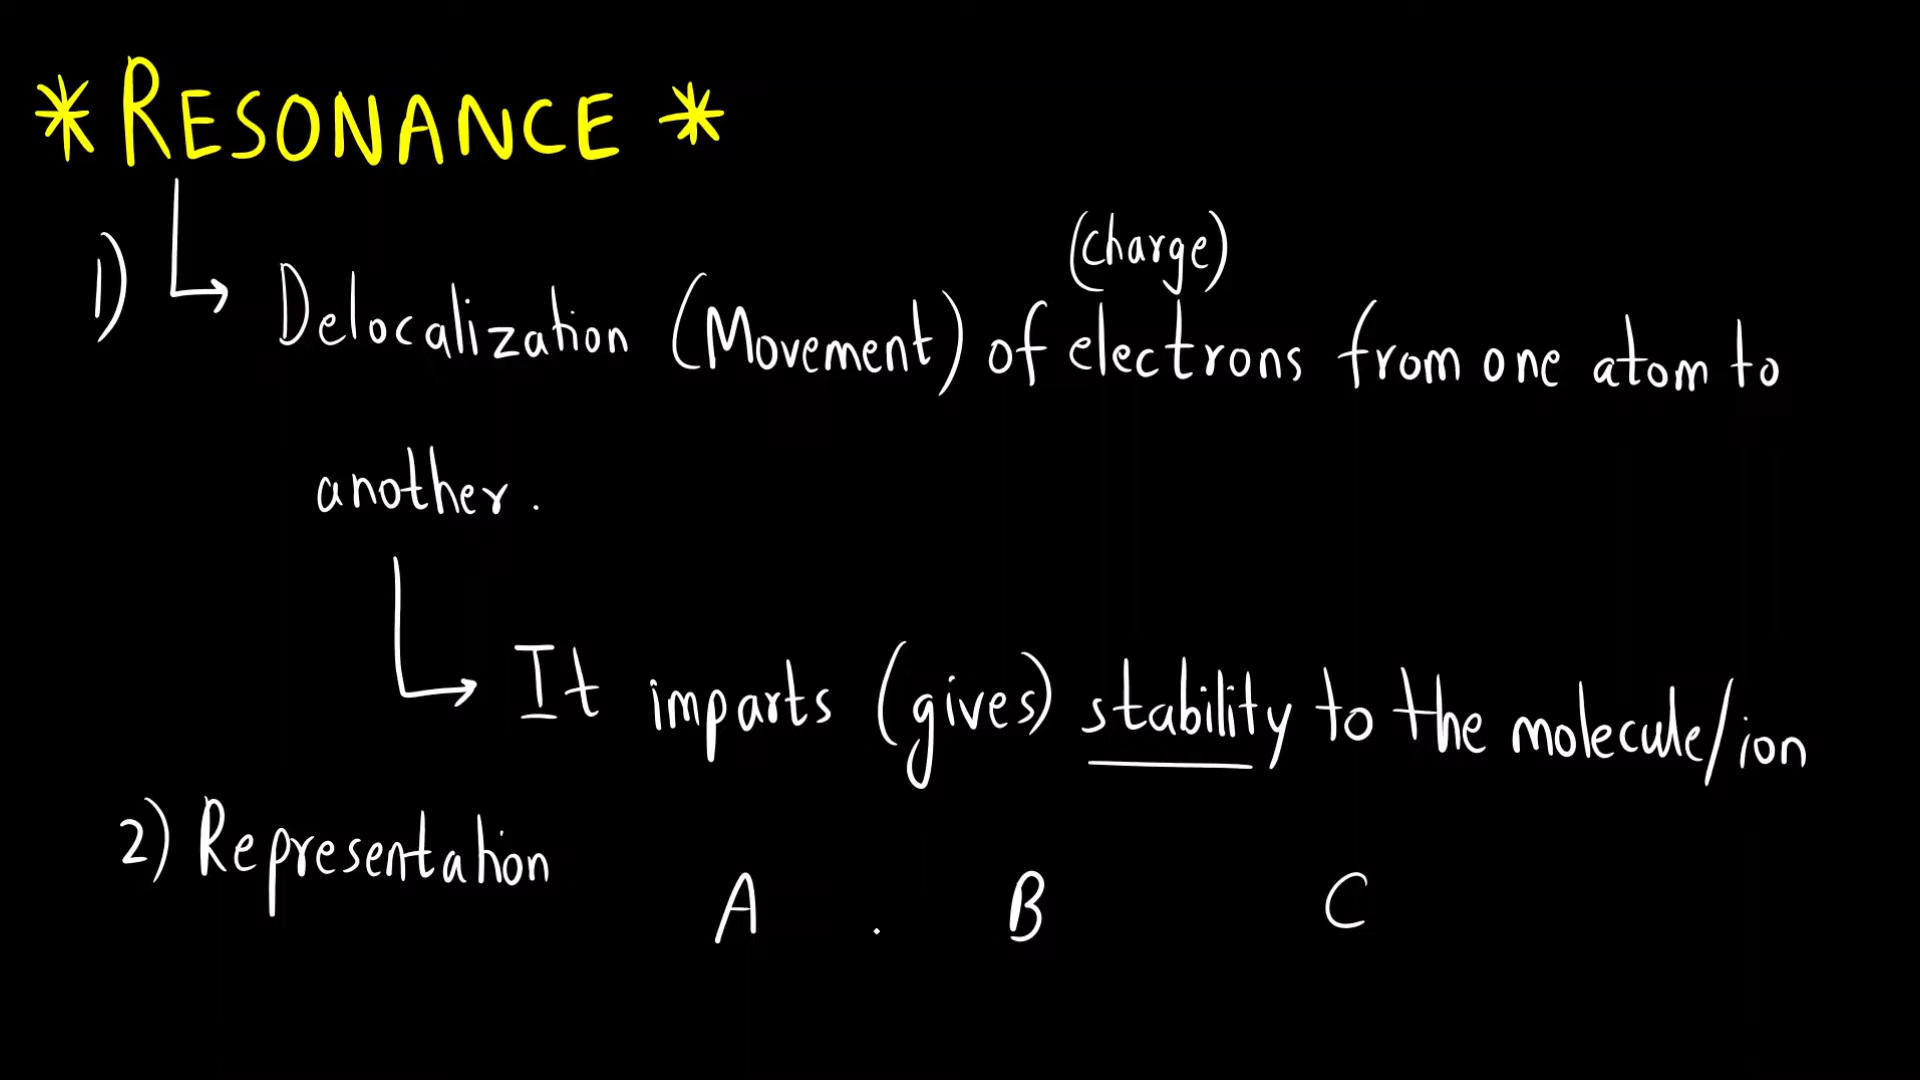 * RESONANCE *
(charge)
1) Delocalization (Movement) of electrons from one atom to
another.
It imparts (gives) stability to the molecule/ion
2) Representation
A . B C